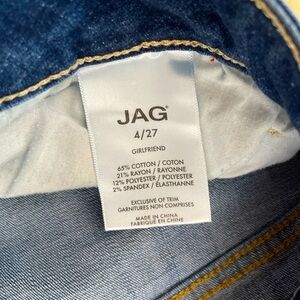 JAG®
4/27
GIRLFRIEND
65% COTTON / COTON
21% RAYON / RAYONNE
12% POLYESTER / POLYESTER
2% SPANDEX / ÉLASTHANNE
EXCLUSIVE OF TRIM
GARNITURES NON COMPRISES
MADE IN CHINA
FABRIQUÉ EN CHINE